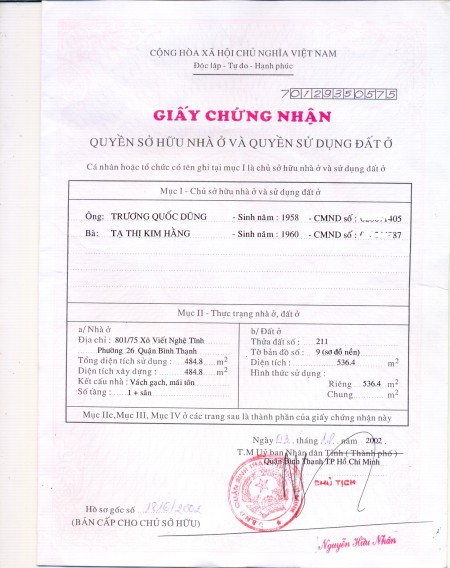 CỘNG HÒA XÃ HỘI CHỦ NGHĨA VIỆT NAM
Độc lập - Tự do - Hạnh phúc
GIẤY CHỨNG NHẬN
QUYỀN SỞ HỮU NHÀ Ở VÀ QUYỀN SỬ DỤNG ĐẤT Ở
Cá nhân hoặc tổ chức có tên ghi tại mục I là chủ sở hữu nhà ở và sử dụng đất ở
Mục I - Chủ sở hữu nhà ở và sử dụng đất ở
Ông: TRƯƠNG QUỐC DŨNG - Sinh năm : 1958 - CMND số :
Bà: TẠ THỊ KIM HẰNG - Sinh năm : 1960 - CMND số :
Mục II - Thực trạng nhà ở, đất ở
a/ Nhà ở
Địa chỉ : 801/75 Xô Viết Nghệ Tĩnh
Phường 26 Quận Bình Thạnh
Tổng diện tích sử dụng : 484.8 m2
Diện tích xây dựng : 484.8 m2
Kết cấu nhà : Vách gạch, mái tôn
Số tầng : 1 + sân
b/ Đất ở
Thửa đất số : 211
Tờ bản đồ số : 9 (sơ đồ nền)
Diện tích : 536.4 m2
Hình thức sử dụng :
Riêng 536.4 m2
Chung m2
Mục IIc, Mục III, Mục IV ở các trang sau là thành phần của giấy chứng nhận này
Ngày 03 tháng 12 năm 2002
T.M Uỷ ban Nhân dân Tỉnh ( Thành phố )
Quận Bình Thạnh TP Hồ Chí Minh
CHỦ TỊCH
Hồ sơ gốc số
(BẢN CẤP CHO CHỦ SỞ HỮU)
Nguyễn Hữu Nhân